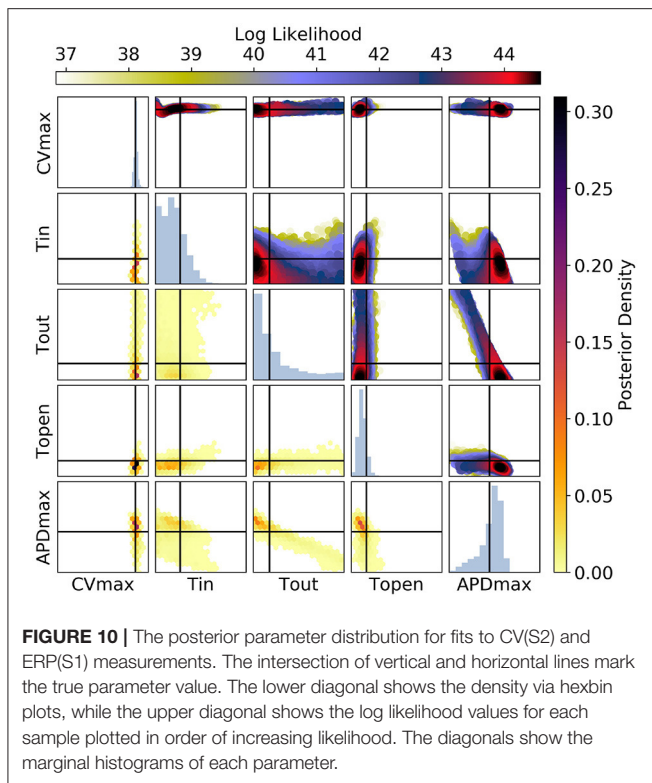 Log Likelihood
37 38 39 40 41 42 43 44
CVmax
Tin
Tout
Topen
APDmax
0.30
0.25
0.20
0.15
0.10
0.05
0.00
Posterior Density
CVmax Tin Tout Topen APDmax
FIGURE 10 | The posterior parameter distribution for fits to CV(S2) and
ERP(S1) measurements. The intersection of vertical and horizontal lines mark
the true parameter value. The lower diagonal shows the density via hexbin
plots, while the upper diagonal shows the log likelihood values for each
sample plotted in order of increasing likelihood. The diagonals show the
marginal histograms of each parameter.